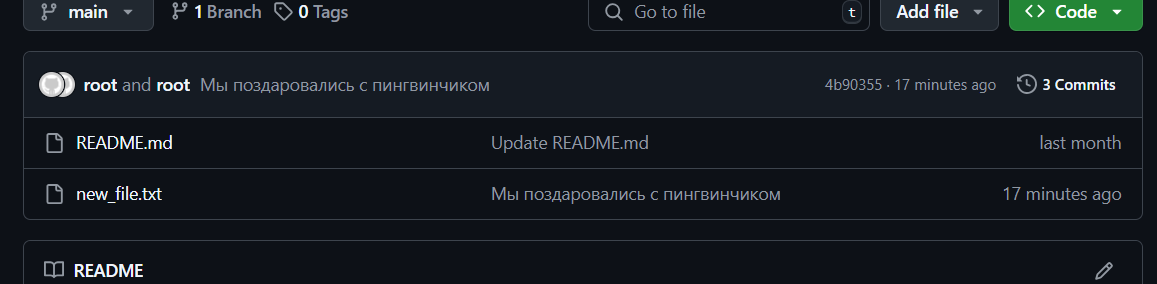 main 1 Branch 0 Tags Go to file t Add file Code
root and root Мы поздаровались с пингвинчиком 4b90355 · 17 minutes ago 3 Commits
README.md Update README.md last month
new_file.txt Мы поздаровались с пингвинчиком 17 minutes ago
README